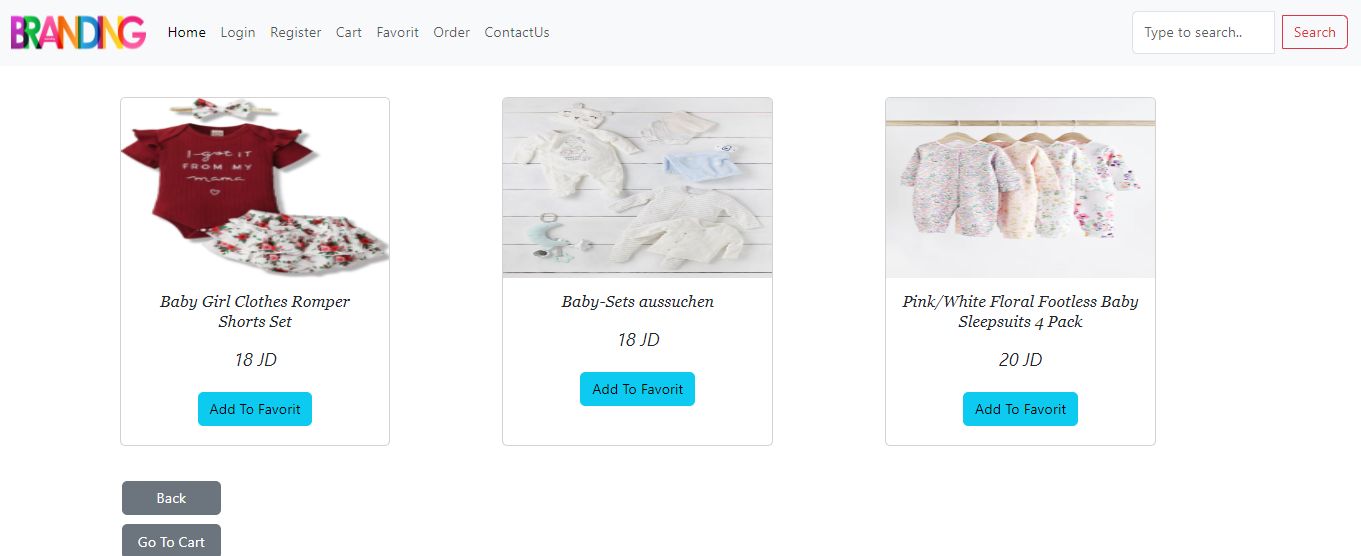 BRANDING Home Login Register Cart Favorit Order ContactUs Type to search.. Search
I got it
FROM MY
mama
Baby Girl Clothes Romper
Shorts Set
18 JD
Add To Favorit
Baby-Sets aussuchen
18 JD
Add To Favorit
Pink/White Floral Footless Baby
Sleepsuits 4 Pack
20 JD
Add To Favorit
Back
Go To Cart